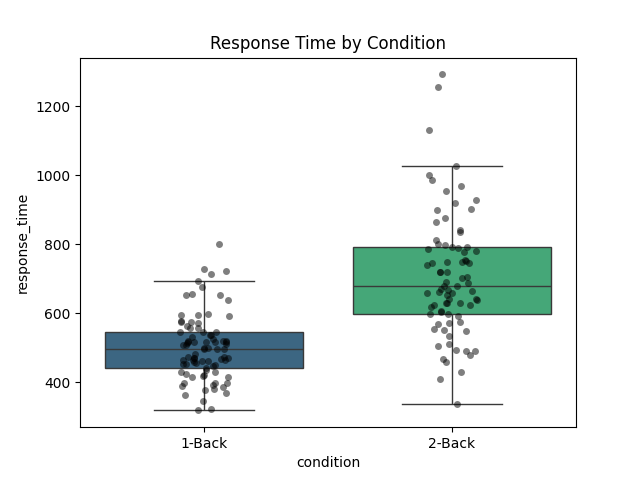 Response Time by Condition
response_time
1200
1000
800
600
400
1-Back
2-Back
condition